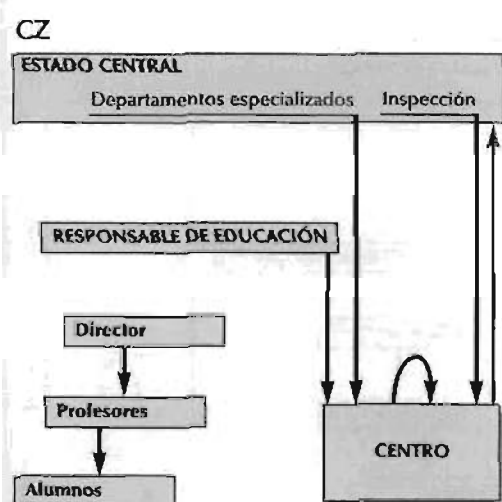 CZ
ESTADO CENTRAL
Departamentos especializados Inspección
RESPONSABLE DE EDUCACIÓN
Director
Profesores
CENTRO
Alumnos